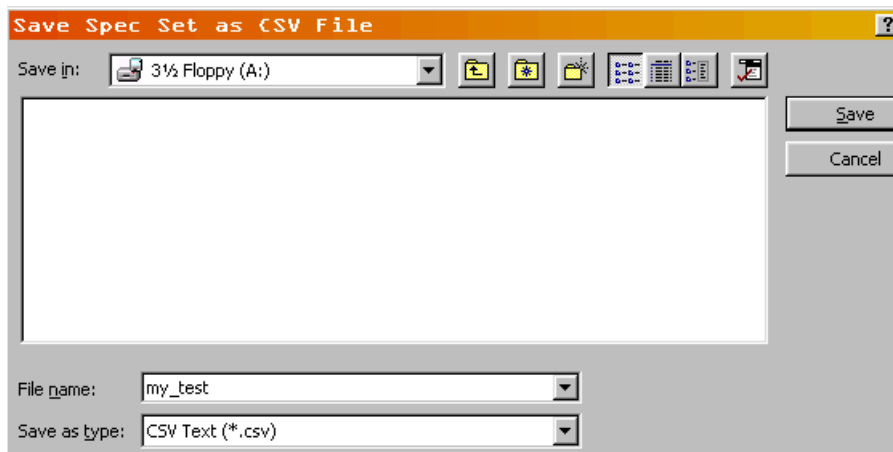 Save Spec Set as CSV File
?
Save in:
3½ Floppy (A:)
Save
Cancel
File name:
my_test
Save as type:
CSV Text (*.csv)